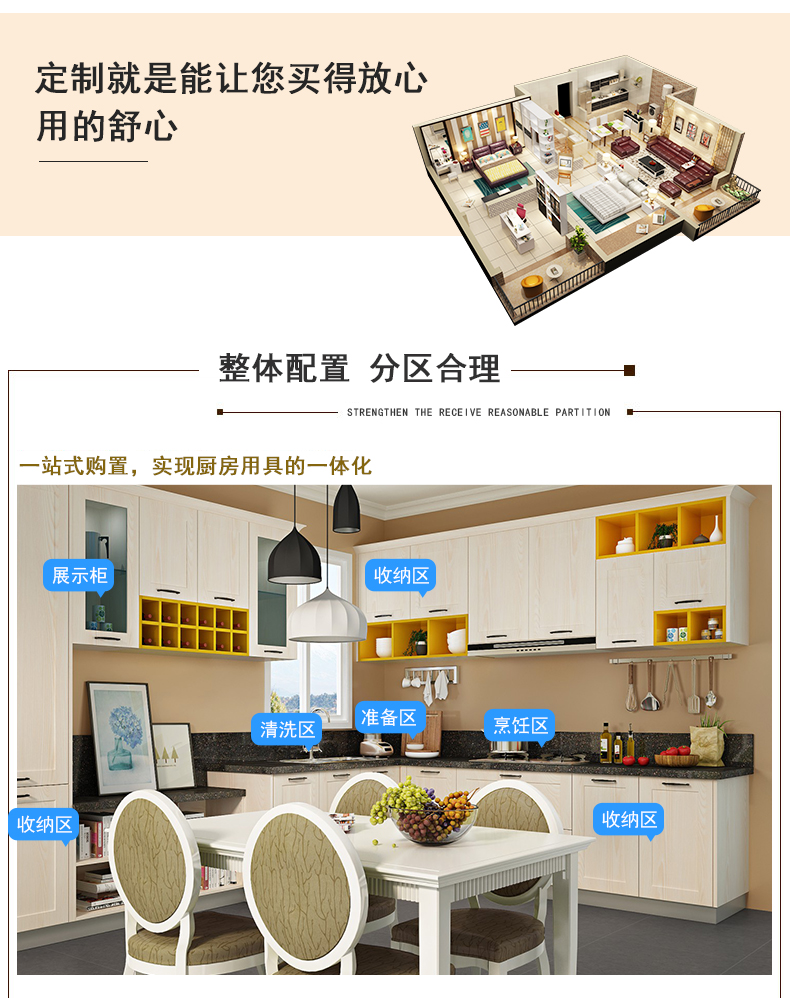 定制就是能让您买得放心
用的舒心
整体配置 分区合理
STRENGTHEN THE RECEIVE REASONABLE PARTITION
一站式购置，实现厨房用具的一体化
展示柜
收纳区
清洗区
准备区
烹饪区
收纳区
收纳区